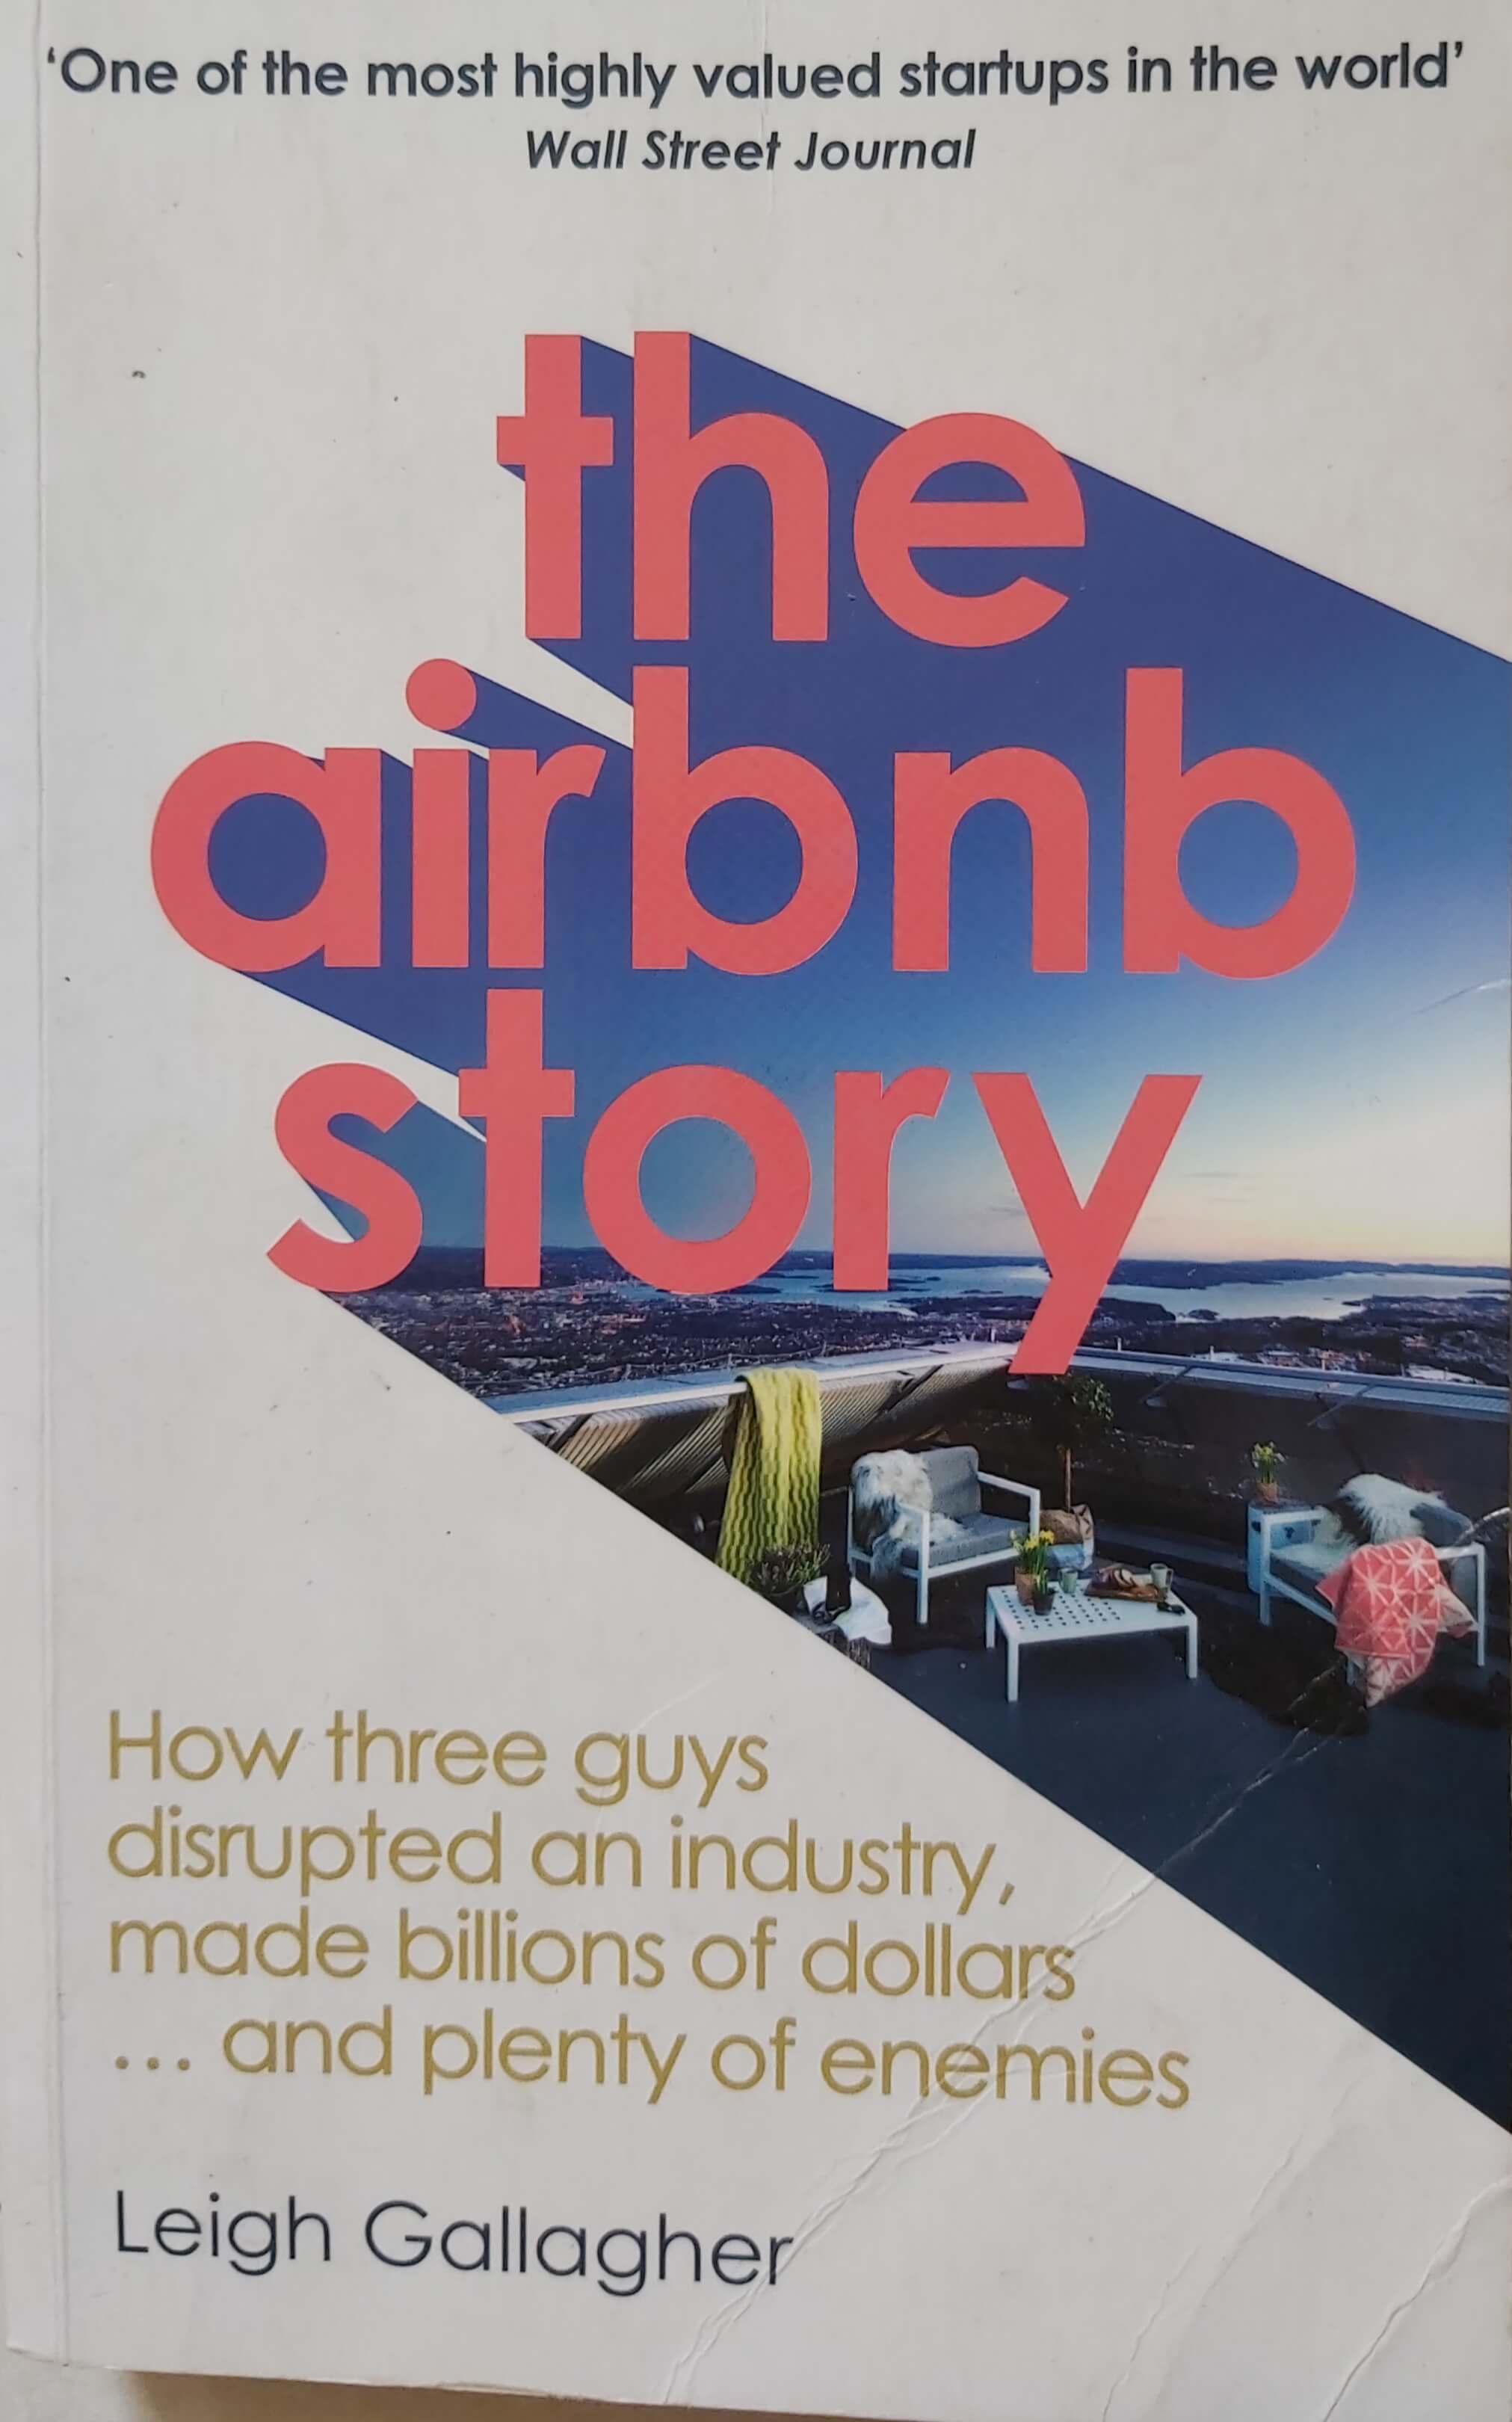 ‘One of the most highly valued startups in the world’
Wall Street Journal
the
airbnb
story
How three guys
disrupted an industry,
made billions of dollars
... and plenty of enemies
Leigh Gallagher